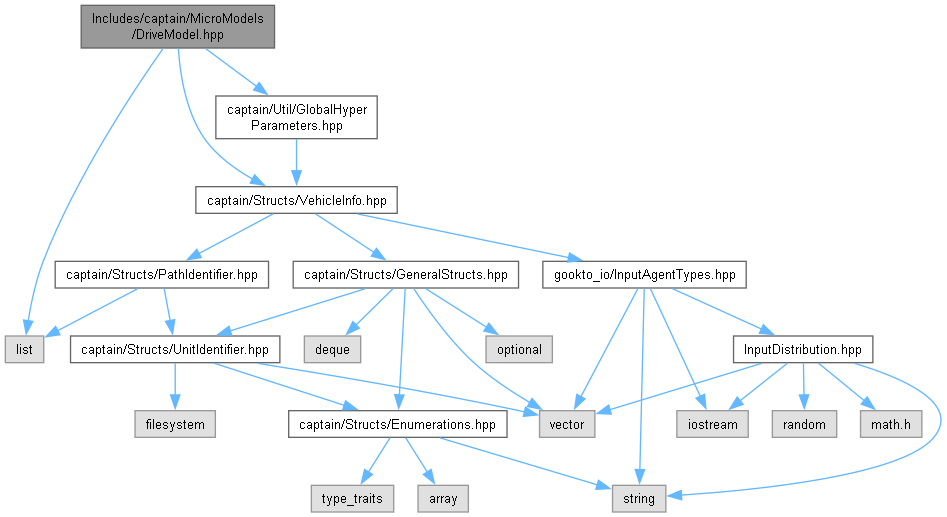 Includes/captain/MicroModels
/DriveModel.hpp
captain/Util/GlobalHyper
Parameters.hpp
captain/Structs/VehicleInfo.hpp
captain/Structs/PathIdentifier.hpp
captain/Structs/GeneralStructs.hpp
gookto_io/InputAgentTypes.hpp
list
captain/Structs/UnitIdentifier.hpp
deque
optional
InputDistribution.hpp
filesystem
captain/Structs/Enumerations.hpp
vector
iostream
random
math.h
type_traits
array
string